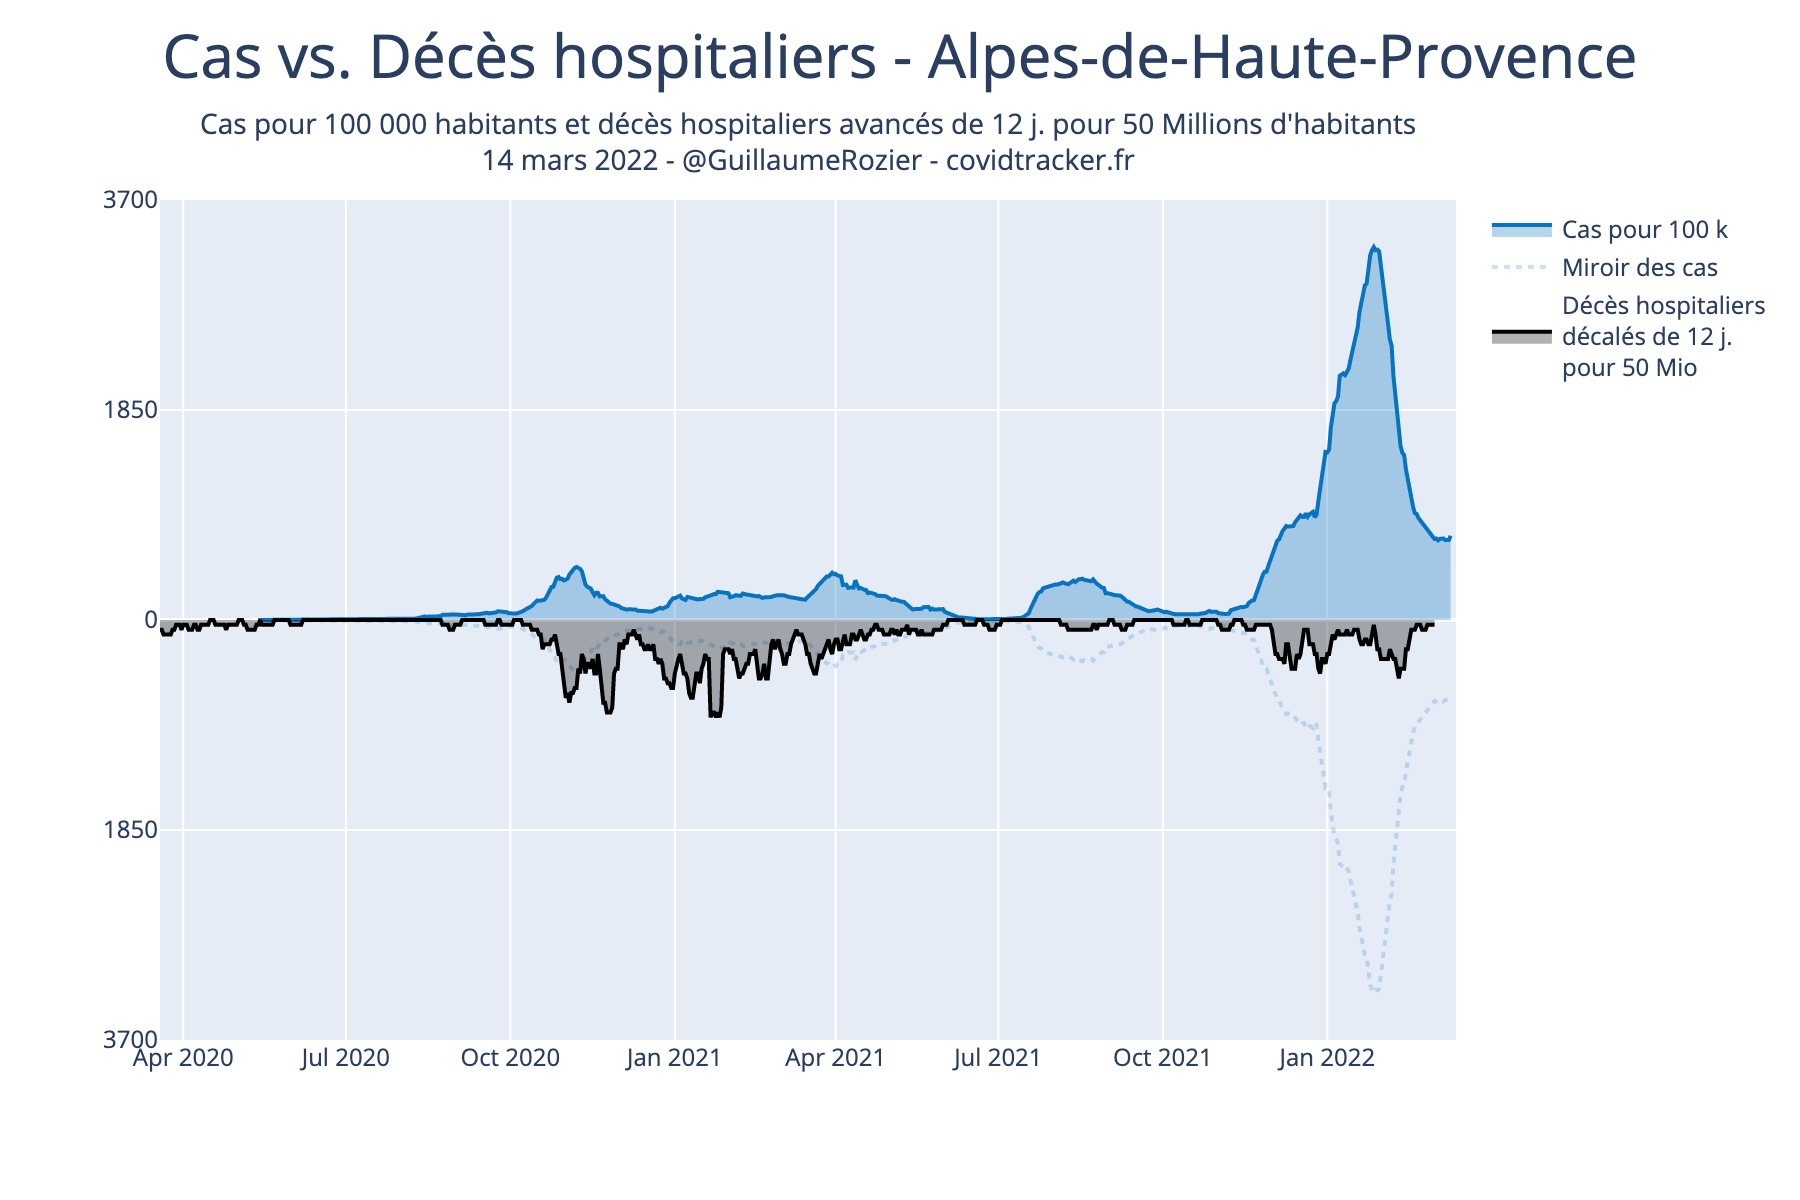 Cas vs. Décès hospitaliers - Alpes-de-Haute-Provence
Cas pour 100 000 habitants et décès hospitaliers avancés de 12 j. pour 50 Millions d'habitants
14 mars 2022 - @GuillaumeRozier - covidtracker.fr
3700
1850
0
1850
3700
Apr 2020
Jul 2020
Oct 2020
Jan 2021
Apr 2021
Jul 2021
Oct 2021
Jan 2022
Cas pour 100 k
Miroir des cas
Décès hospitaliers
décalés de 12 j.
pour 50 Mio